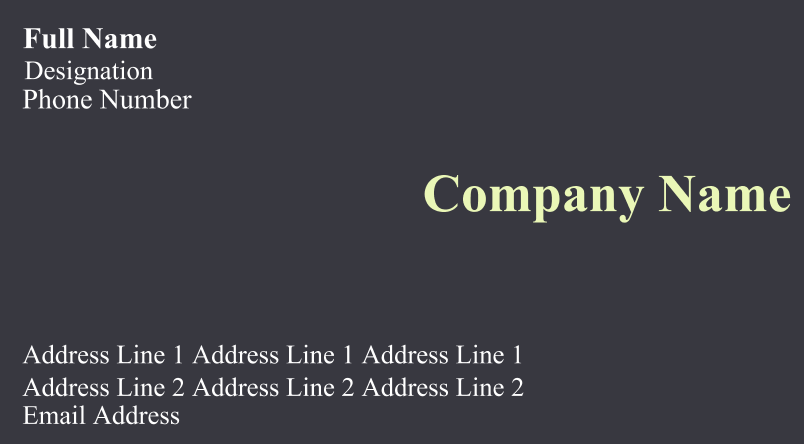 Full Name
Designation
Phone Number
Company Name
Address Line 1 Address Line 1 Address Line 1
Address Line 2 Address Line 2 Address Line 2
Email Address